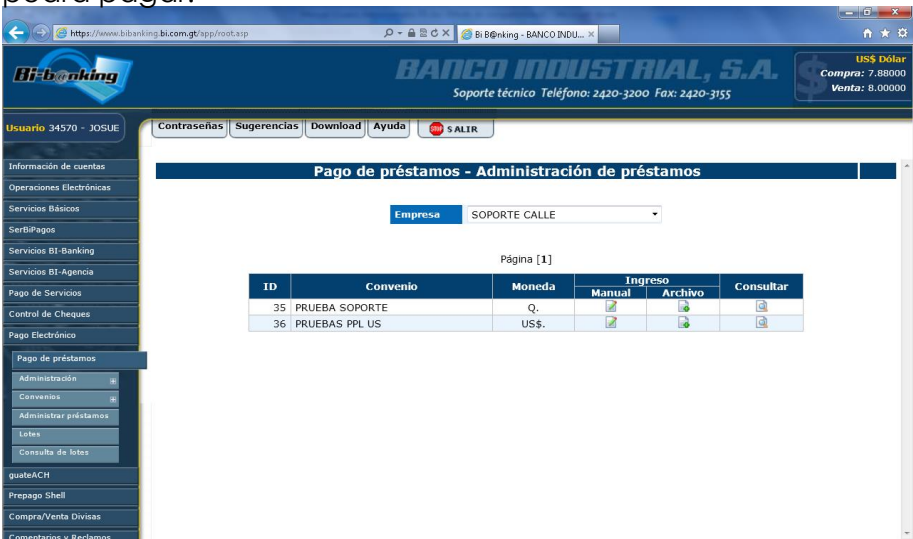 podrá pagar.
https://www.bibanking.bi.com.gt/app/root.asp
Bi B@nking - BANCO INDU...
Bi-b@nking
BANCO INDUSTRIAL, S.A.
Soporte técnico Teléfono: 2420-3200 Fax: 2420-3155
US$ Dólar
Compra: 7.88000
Venta: 8.00000
Usuario 34570 - JOSUE
Contraseñas Sugerencias Download Ayuda STOP SALIR
Información de cuentas
Operaciones Electrónicas
Servicios Básicos
SerBiPagos
Servicios BI-Banking
Servicios BI-Agencia
Pago de Servicios
Control de Cheques
Pago Electrónico
Pago de préstamos
Administración
Convenios
Administrar préstamos
Lotes
Consulta de lotes
guateACH
Prepago Shell
Compra/Venta Divisas
Comentarios y Reclamos
Pago de préstamos - Administración de préstamos
Empresa SOPORTE CALLE
Página [1]
ID Convenio Moneda Ingreso Consultar
Manual Archivo
35 PRUEBA SOPORTE Q.
36 PRUEBAS PPL US US$.